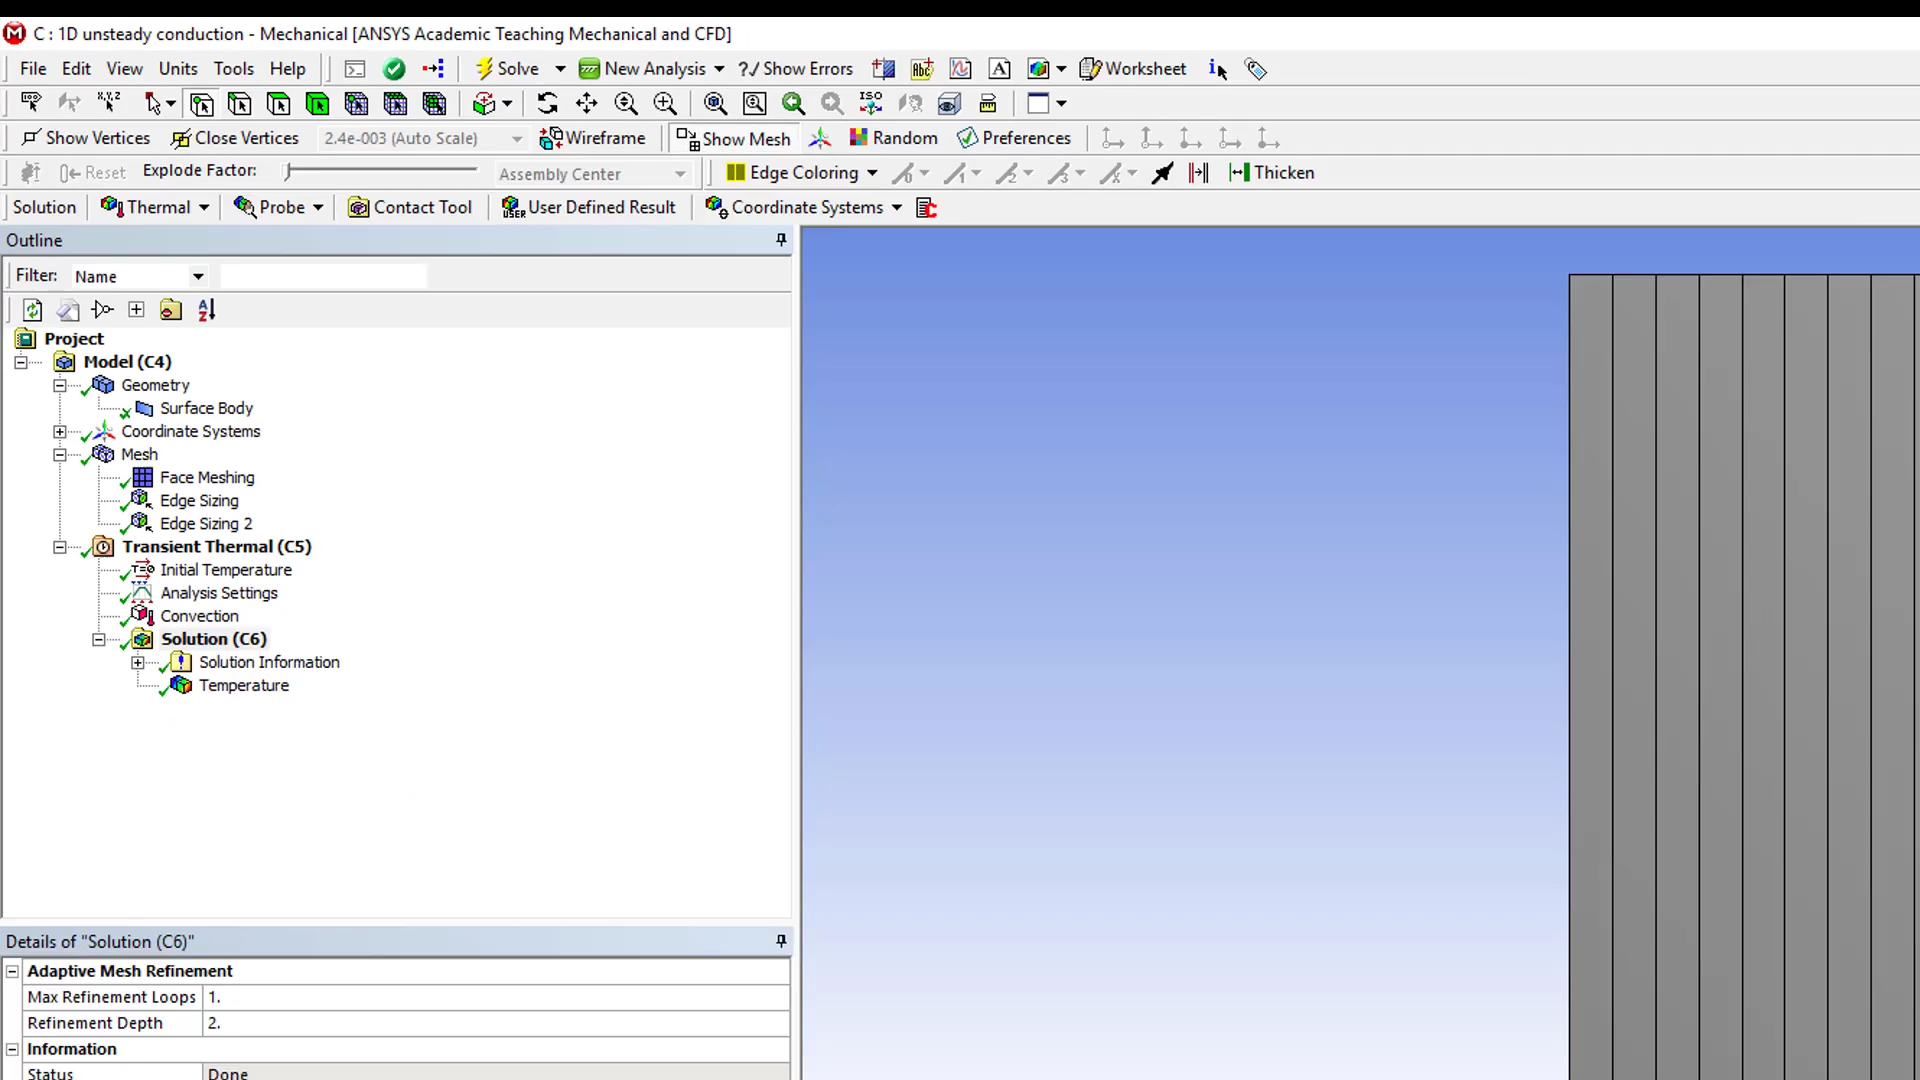 C : 1D unsteady conduction - Mechanical [ANSYS Academic Teaching Mechanical and CFD]
File Edit View Units Tools Help Solve New Analysis ?✓ Show Errors Worksheet
ISO
Show Vertices Close Vertices 2.4e-003 (Auto Scale) Wireframe Show Mesh Random Preferences
Reset Explode Factor: Assembly Center Edge Coloring Thicken
Solution Thermal Probe Contact Tool User Defined Result Coordinate Systems
Outline
Filter: Name
Project
Model (C4)
Geometry
Surface Body
Coordinate Systems
Mesh
Face Meshing
Edge Sizing
Edge Sizing 2
Transient Thermal (C5)
Initial Temperature
Analysis Settings
Convection
Solution (C6)
Solution Information
Temperature
Details of "Solution (C6)"
Adaptive Mesh Refinement
Max Refinement Loops 1.
Refinement Depth 2.
Information
Status Done